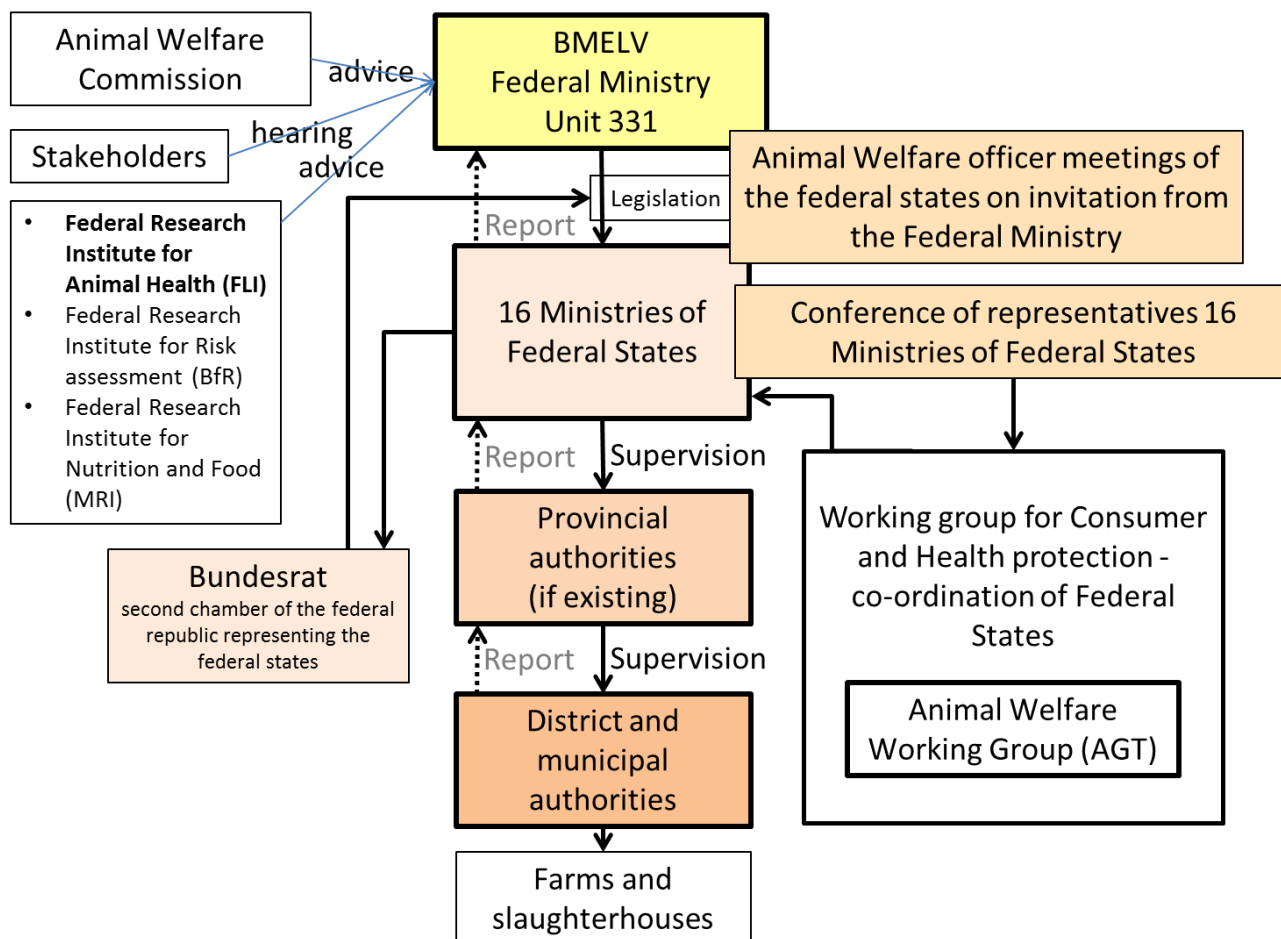 Animal Welfare
Commission
advice
BMELV
Federal Ministry
Unit 331
Stakeholders
hearing
advice
Animal Welfare officer meetings of
the federal states on invitation from
the Federal Ministry
Legislation
Report
• Federal Research
Institute for
Animal Health (FLI)
• Federal Research
Institute for Risk
assessment (BfR)
• Federal Research
Institute for
Nutrition and Food
(MRI)
16 Ministries of
Federal States
Conference of representatives 16
Ministries of Federal States
Report
Supervision
Provincial
authorities
(if existing)
Working group for Consumer
and Health protection -
co-ordination of Federal
States
Bundesrat
second chamber of the federal
republic representing the
federal states
Report
Supervision
District and
municipal
authorities
Animal Welfare
Working Group (AGT)
Farms and
slaughterhouses